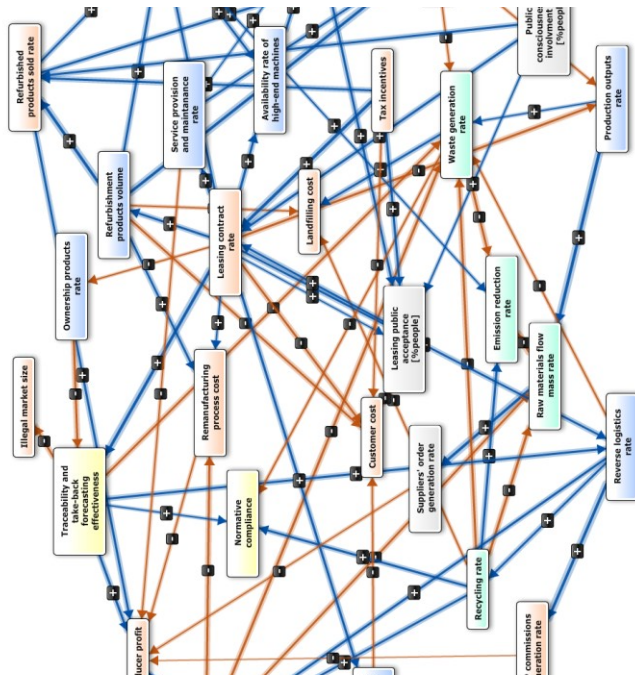 Refurbished
products sold rate
Service provision
and maintanance
rate
Availability rate of
high-end machines
Tax incentives
Waste generation
rate
Public
consciousness
involvment
[%people]
Production outputs
rate
Refurbishment
products volume
Leasing contract
rate
Landfilling cost
Ownership products
rate
Leasing public
acceptance
[%people]
Emission reduction
rate
Raw materials flow
mass rate
Illegal market size
Remanufacturing
process cost
Customer cost
Suppliers' order
generation rate
Reverse logistics
rate
Traceability and
take-back
forecasting
effectiveness
Normative
compliance
Recycling rate
ducer profit
commissions
eration rate